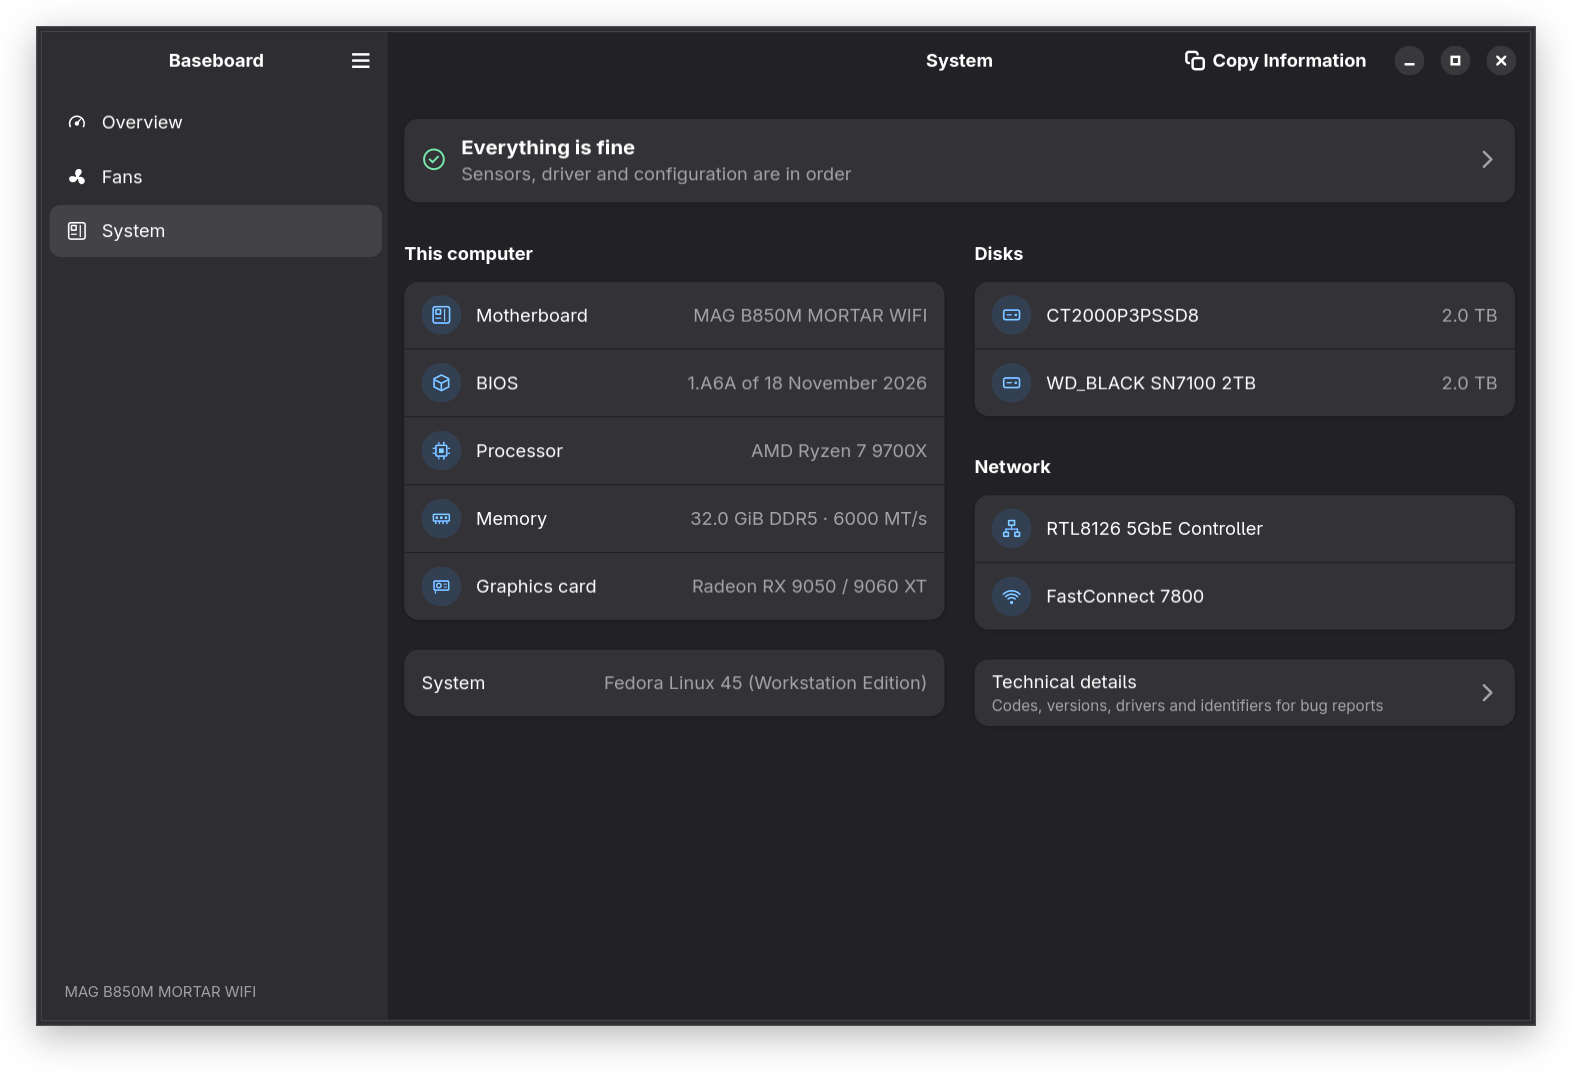 Baseboard
Overview
Fans
System
MAG B850M MORTAR WIFI
System
Copy Information
Everything is fine
Sensors, driver and configuration are in order
This computer
Motherboard MAG B850M MORTAR WIFI
BIOS 1.A6A of 18 November 2026
Processor AMD Ryzen 7 9700X
Memory 32.0 GiB DDR5 · 6000 MT/s
Graphics card Radeon RX 9050 / 9060 XT
System Fedora Linux 45 (Workstation Edition)
Disks
CT2000P3PSSD8 2.0 TB
WD_BLACK SN7100 2TB 2.0 TB
Network
RTL8126 5GbE Controller
FastConnect 7800
Technical details
Codes, versions, drivers and identifiers for bug reports